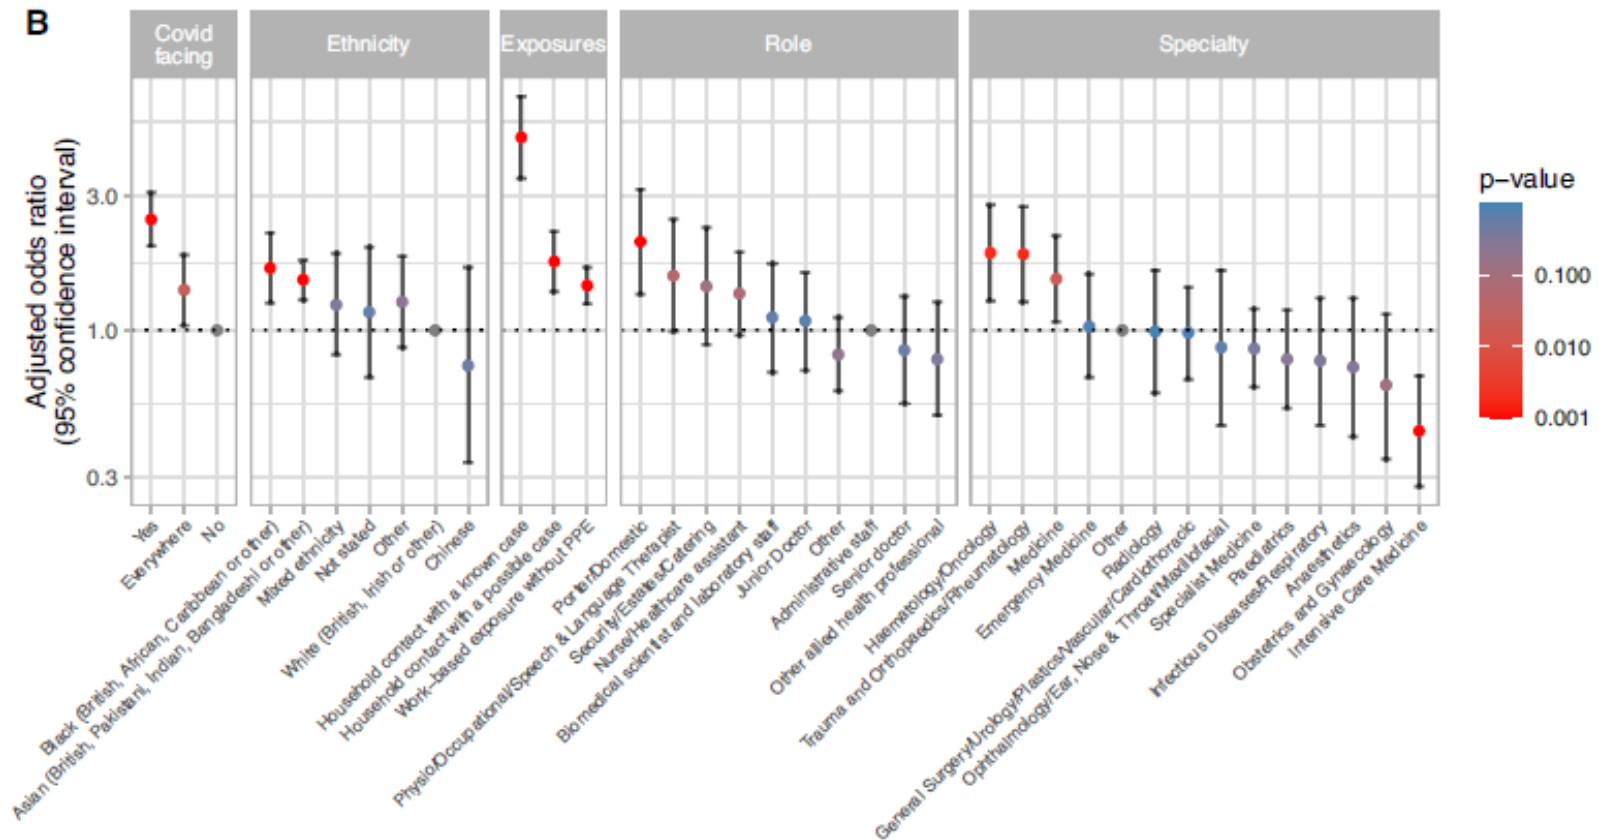 B
Covid
facing
Ethnicity
Exposures
Role
Specialty
Adjusted odds ratio
(95% confidence interval)
3.0
1.0
0.3
Yes
Everywhere
No
Black (British, African, Caribbean or other)
Asian (British, Pakistani, Indian, Bangladeshi or other)
Mixed ethnicity
Not stated
Other
White (British, Irish or other)
Chinese
Household contact with a known case
Household contact with a possible case
Work-based exposure without PPE
Porter/Domestic
Physio/Occupational/Speech & Language Therapist
Security/Estates/Catering
Nurse/Healthcare assistant
Biomedical scientist and laboratory staff
Junior Doctor
Other
Administrative staff
Senior doctor
Other allied health professional
Haematology/Oncology
Trauma and Orthopaedics/Rheumatology
Medicine
Emergency Medicine
Other
Radiology
General Surgery/Urology/Plastics/Vascular/Cardiothoracic
Ophthalmology/Ear, Nose & Throat/Maxillofacial
Specialist Medicine
Paediatrics
Infectious Diseases/Respiratory
Anaesthetics
Obstetrics and Gynaecology
Intensive Care Medicine
p-value
0.100
0.010
0.001